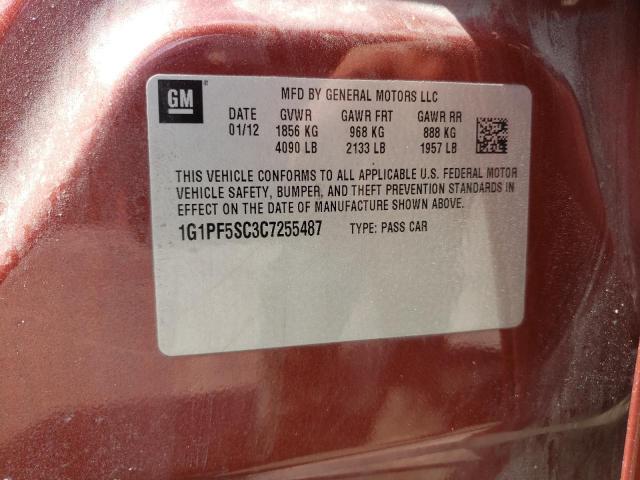 GM
MFD BY GENERAL MOTORS LLC
DATE GVWR GAWR FRT GAWR RR
01/12 1856 KG 968 KG 888 KG
4090 LB 2133 LB 1957 LB
THIS VEHICLE CONFORMS TO ALL APPLICABLE U.S. FEDERAL MOTOR
VEHICLE SAFETY, BUMPER, AND THEFT PREVENTION STANDARDS IN
EFFECT ON THE DATE OF MANUFACTURE SHOWN ABOVE.
1G1PF5SC3C7255487 TYPE: PASS CAR